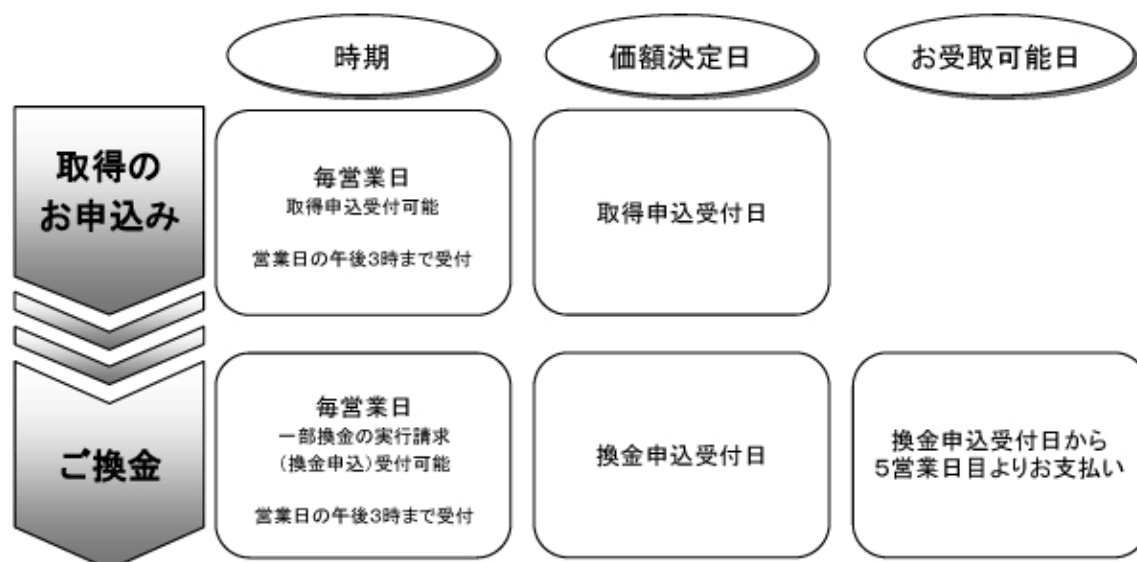 時期
価額決定日
お受取可能日
取得の
お申込み
毎営業日
取得申込受付可能
営業日の午後3時まで受付
取得申込受付日
ご換金
毎営業日
一部換金の実行請求
（換金申込）受付可能
営業日の午後3時まで受付
換金申込受付日
換金申込受付日から
５営業日目よりお支払い